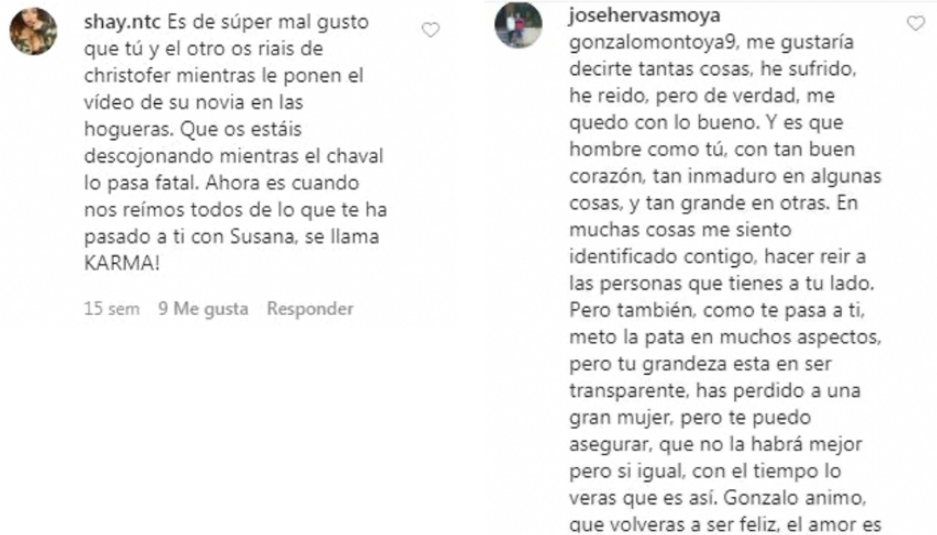 shay.ntc Es de súper mal gusto
que tú y el otro os riais de
christofer mientras le ponen el
vídeo de su novia en las
hogueras. Que os estáis
descojonando mientras el chaval
lo pasa fatal. Ahora es cuando
nos reímos todos de lo que te ha
pasado a ti con Susana, se llama
KARMA!
15 sem 9 Me gusta Responder
josehervasmoya
gonzalomontoya9, me gustaría
decirte tantas cosas, he sufrido,
he reido, pero de verdad, me
quedo con lo bueno. Y es que
hombre como tú, con tan buen
corazón, tan inmaduro en algunas
cosas, y tan grande en otras. En
muchas cosas me siento
identificado contigo, hacer reir a
las personas que tienes a tu lado.
Pero también, como te pasa a ti,
meto la pata en muchos aspectos,
pero tu grandeza esta en ser
transparente, has perdido a una
gran mujer, pero te puedo
asegurar, que no la habrá mejor
pero si igual, con el tiempo lo
veras que es así. Gonzalo animo,
que volveras a ser feliz, el amor es